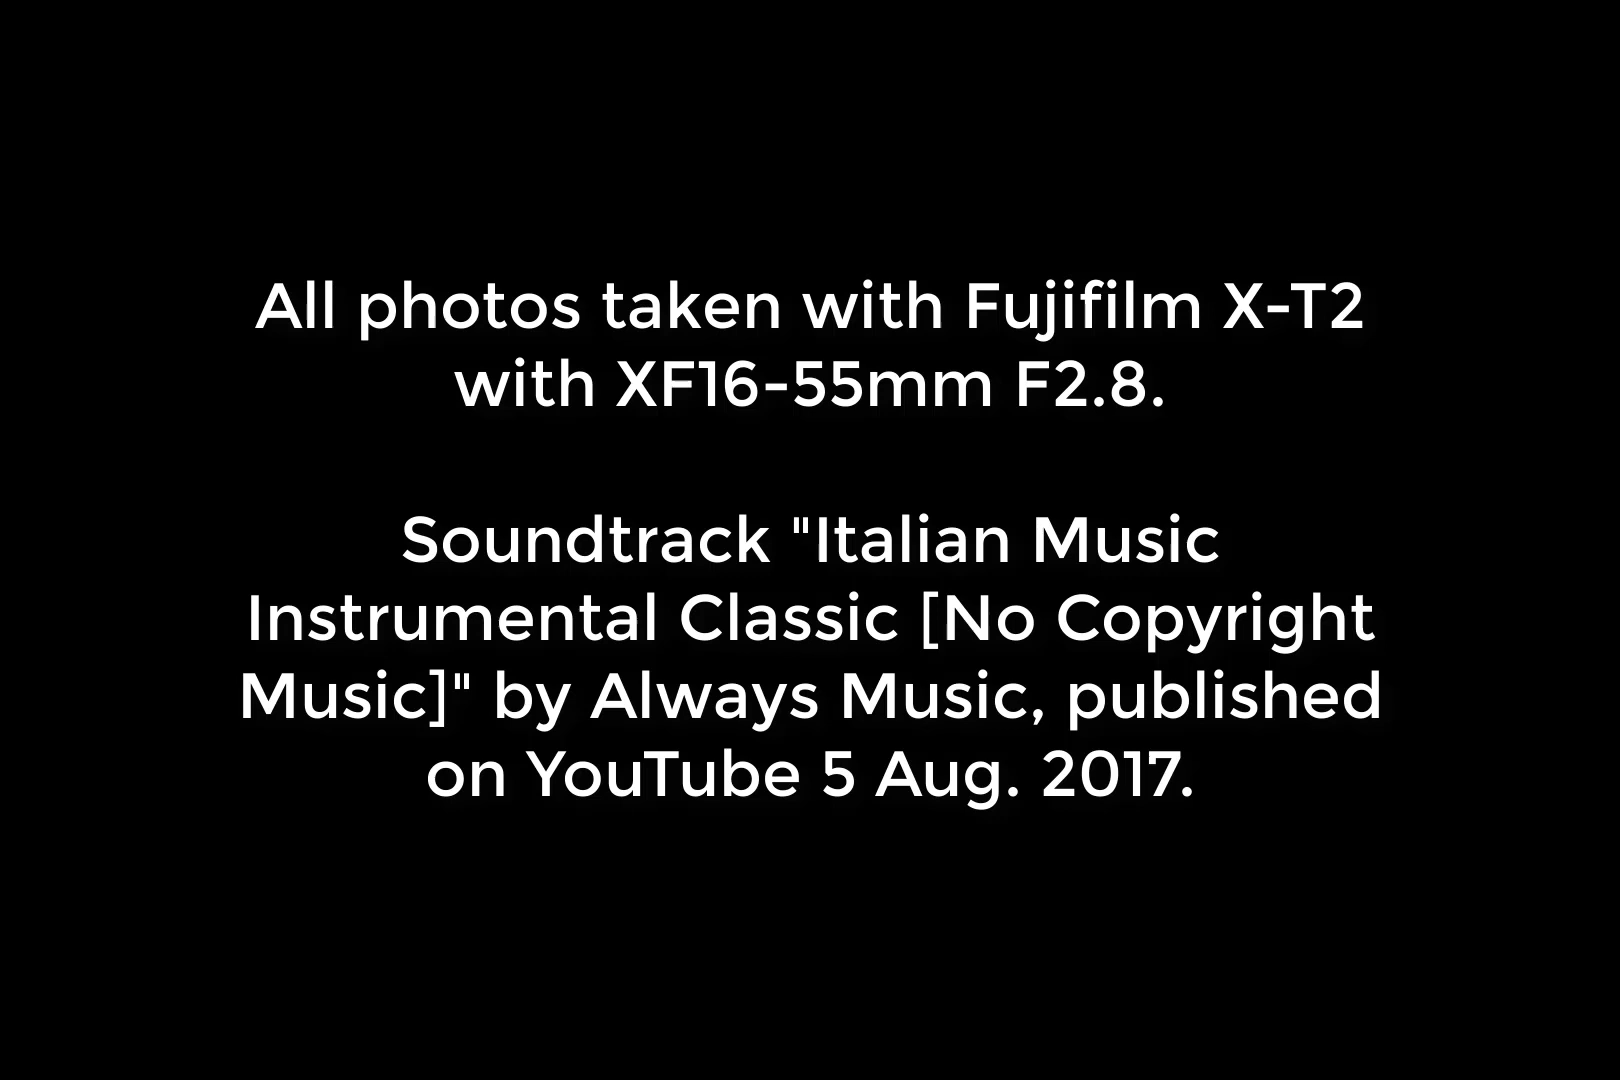 All photos taken with Fujifilm X-T2
with XF16-55mm F2.8.
Soundtrack "Italian Music
Instrumental Classic [No Copyright
Music]" by Always Music, published
on YouTube 5 Aug. 2017.